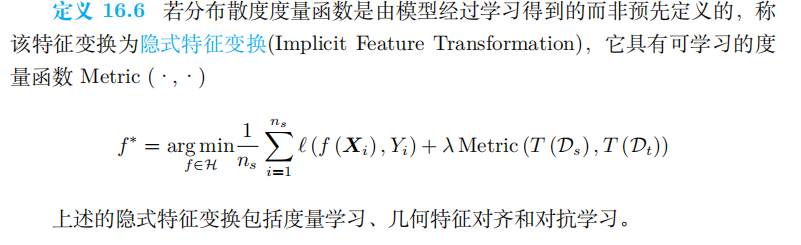 定义 16.6 若分布散度度量函数是由模型经过学习得到的而非预先定义的，称
该特征变换为隐式特征变换(Implicit Feature Transformation)，它具有可学习的度
量函数 Metric (·,·)
f* = arg min_{f∈ℋ} 1/n_s ∑_{i=1}^{n_s} ℓ (f (X_i) , Y_i) + λ Metric (T (𝒟_s) , T (𝒟_t))
上述的隐式特征变换包括度量学习、几何特征对齐和对抗学习。